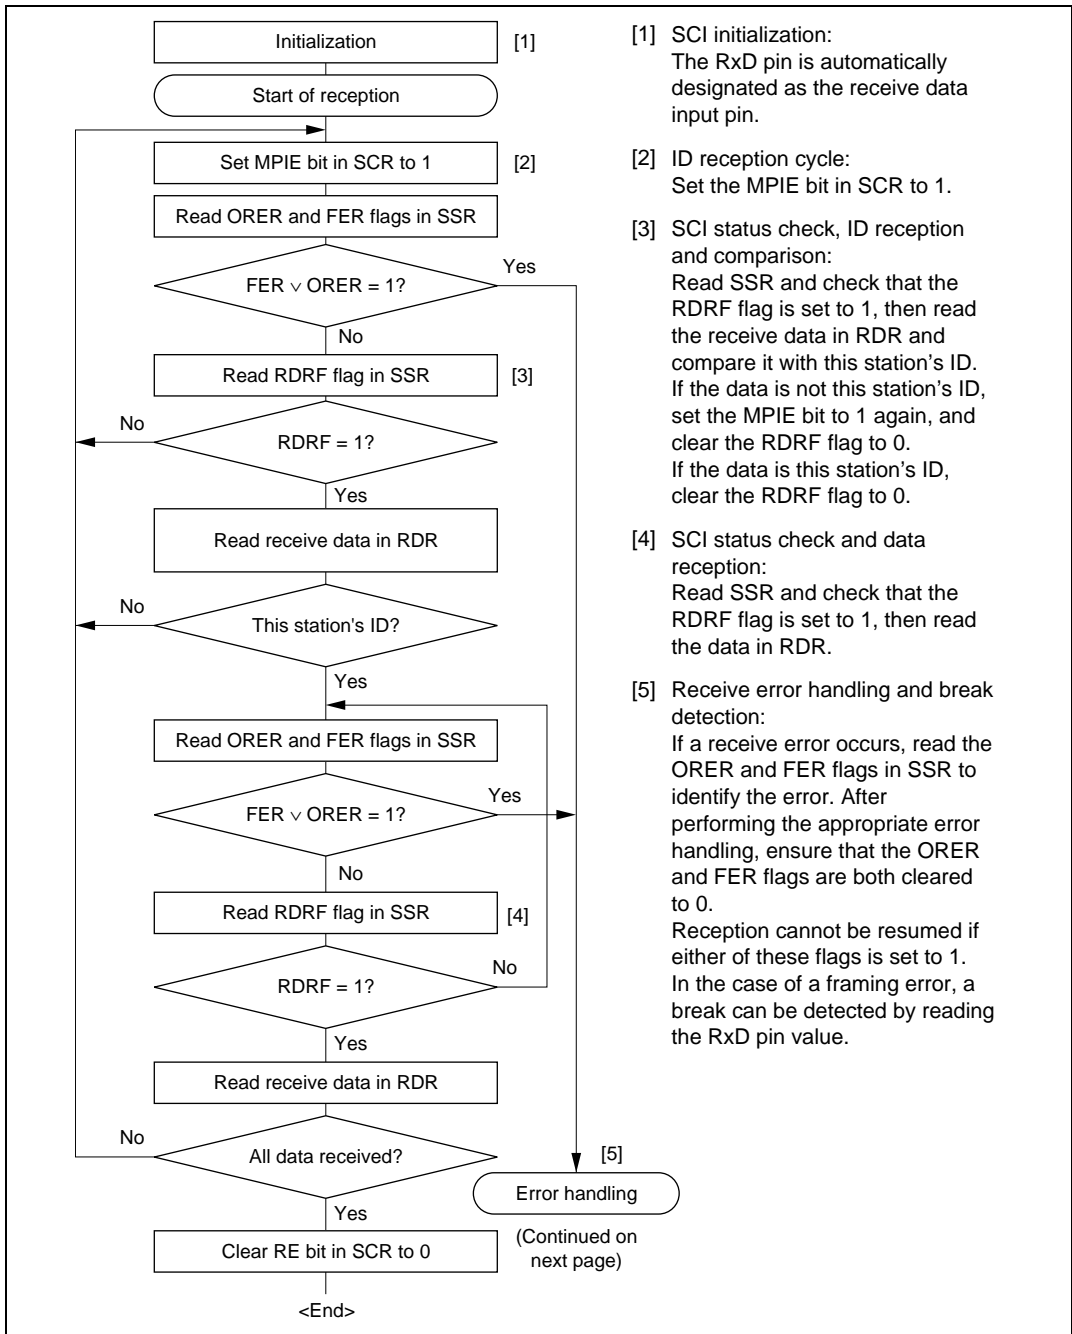 Initialization
[1]
Start of reception
Set MPIE bit in SCR to 1
[2]
Read ORER and FER flags in SSR
FER ∨ ORER = 1?
Yes
No
Read RDRF flag in SSR
[3]
No
RDRF = 1?
Yes
Read receive data in RDR
No
This station's ID?
Yes
Read ORER and FER flags in SSR
FER ∨ ORER = 1?
Yes
No
Read RDRF flag in SSR
[4]
RDRF = 1?
No
Yes
Read receive data in RDR
No
All data received?
[5]
Error handling
Yes
(Continued on
next page)
Clear RE bit in SCR to 0
<End>
[1] SCI initialization:
The RxD pin is automatically
designated as the receive data
input pin.
[2] ID reception cycle:
Set the MPIE bit in SCR to 1.
[3] SCI status check, ID reception
and comparison:
Read SSR and check that the
RDRF flag is set to 1, then read
the receive data in RDR and
compare it with this station's ID.
If the data is not this station's ID,
set the MPIE bit to 1 again, and
clear the RDRF flag to 0.
If the data is this station's ID,
clear the RDRF flag to 0.
[4] SCI status check and data
reception:
Read SSR and check that the
RDRF flag is set to 1, then read
the data in RDR.
[5] Receive error handling and break
detection:
If a receive error occurs, read the
ORER and FER flags in SSR to
identify the error. After
performing the appropriate error
handling, ensure that the ORER
and FER flags are both cleared
to 0.
Reception cannot be resumed if
either of these flags is set to 1.
In the case of a framing error, a
break can be detected by reading
the RxD pin value.